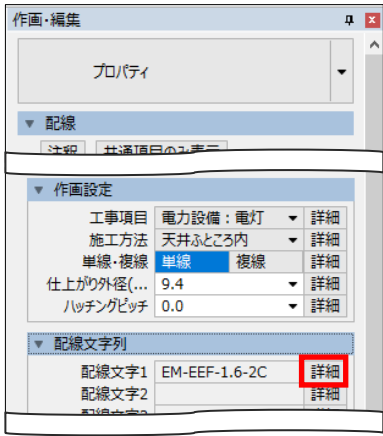 作画・編集
プロパティ
配線
注釈 共通項目のみ表示
作画設定
工事項目 電力設備：電灯 詳細
施工方法 天井ふところ内 詳細
単線・複線 単線 複線 詳細
仕上がり外径(... 9.4 詳細
ハッチングピッチ 0.0 詳細
配線文字列
配線文字1 EM-EEF-1.6-2C 詳細
配線文字2 詳細
配線文字3